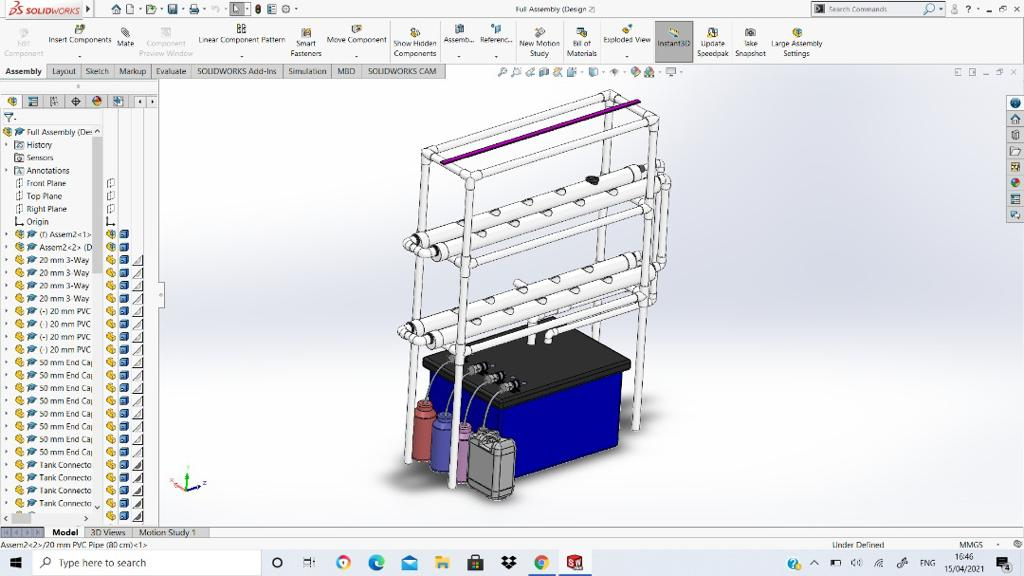 SOLIDWORKS
Full Assembly (Design 2)
Search Commands
Edit Component
Insert Components
Mate
Component Preview Window
Linear Component Pattern
Smart Fasteners
Move Component
Show Hidden Components
Assemb...
Referenc...
New Motion Study
Bill of Materials
Exploded View
Instant3D
Update Speedpak
Take Snapshot
Large Assembly Settings
Assembly Layout Sketch Markup Evaluate SOLIDWORKS Add-Ins Simulation MBD SOLIDWORKS CAM
Full Assembly (Des
History
Sensors
Annotations
Front Plane
Top Plane
Right Plane
Origin
(f) Assem2<1>
Assem2<2> (D
20 mm 3-Way
20 mm 3-Way
20 mm 3-Way
20 mm 3-Way
(-) 20 mm PVC
(-) 20 mm PVC
(-) 20 mm PVC
(-) 20 mm PVC
50 mm End Ca
50 mm End Ca
50 mm End Ca
50 mm End Ca
50 mm End Ca
50 mm End Ca
50 mm End Ca
50 mm End Ca
Tank Connecto
Tank Connecto
Tank Connecto
Tank Connecto
Model 3D Views Motion Study 1
Assem2<2>/20 mm PVC Pipe (80 cm)<1>
Under Defined
MMGS
Type here to search
ENG
16:46
15/04/2021
4